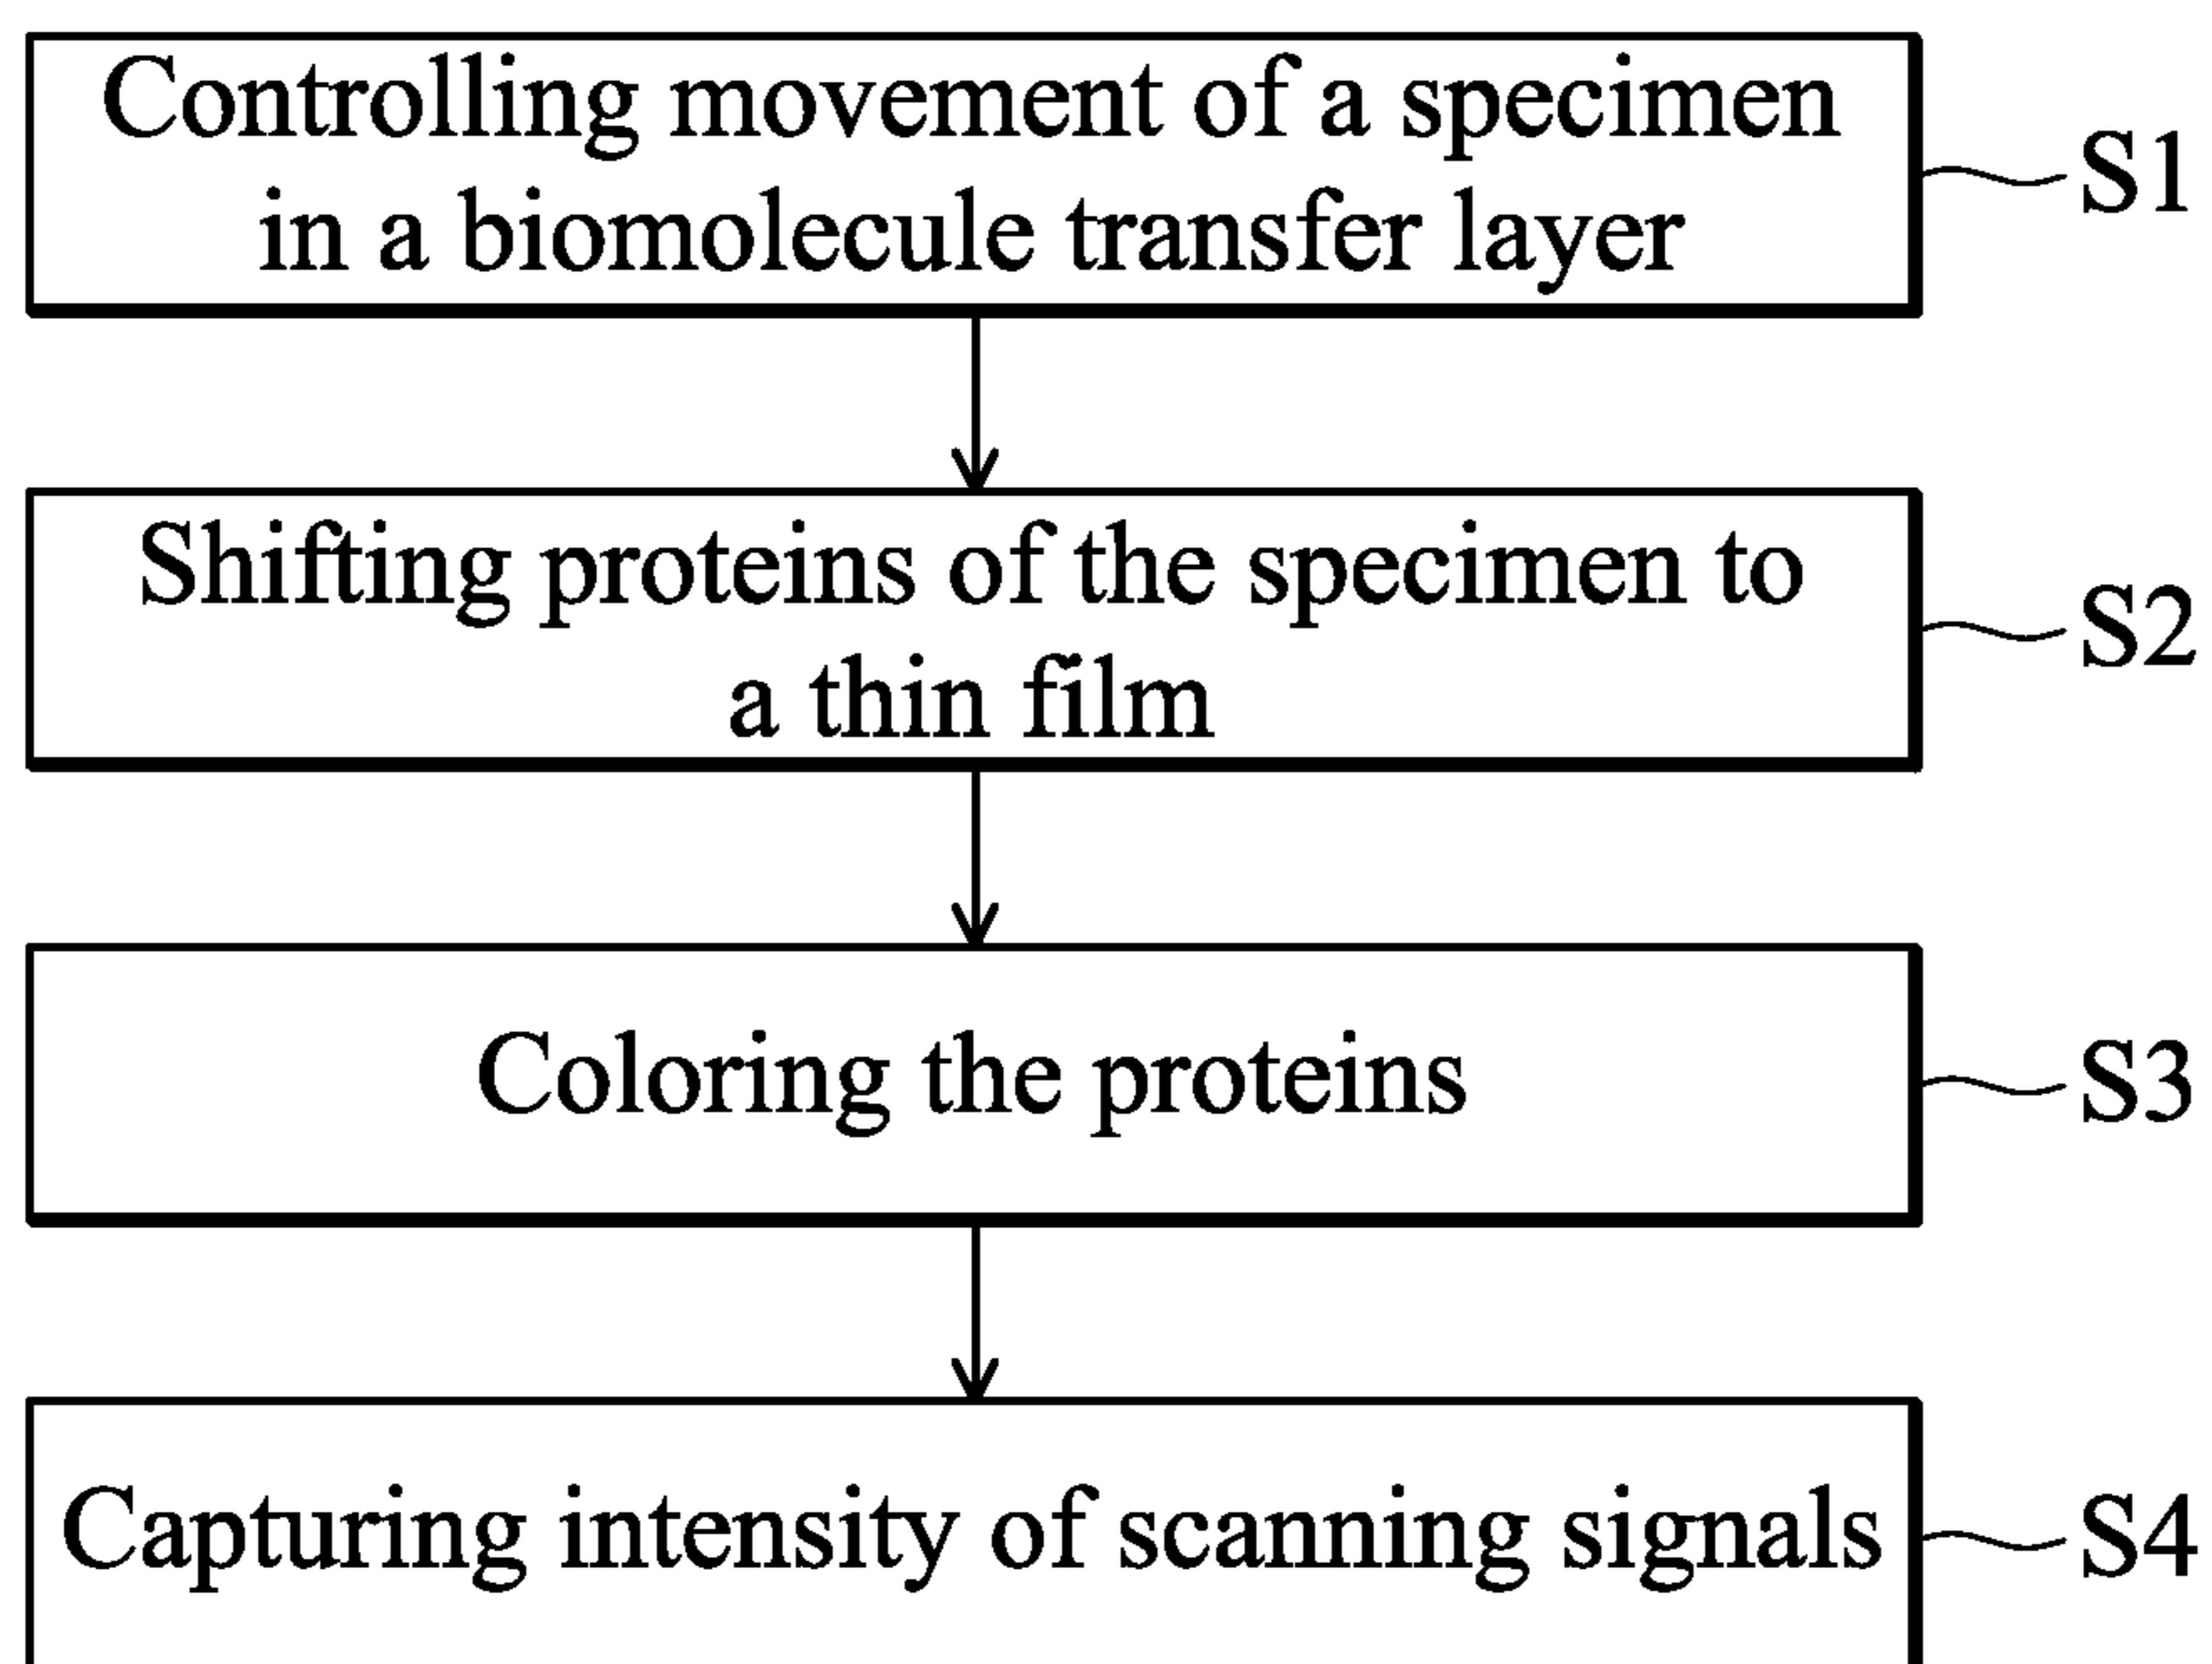 Controlling movement of a specimen
in a biomolecule transfer layer
S1
Shifting proteins of the specimen to
a thin film
S2
Coloring the proteins
S3
Capturing intensity of scanning signals
S4